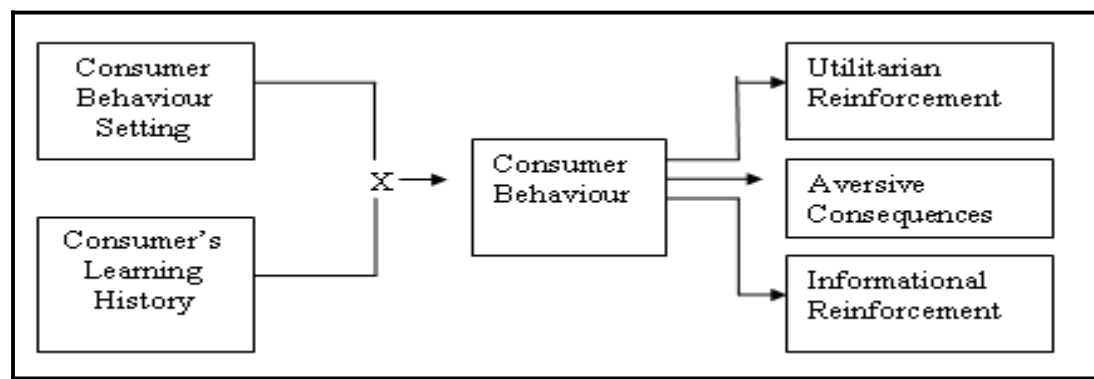 Consumer
Behaviour
Setting
Consumer's
Learning
History
X
Consumer
Behaviour
Utilitarian
Reinforcement
Aversive
Consequences
Informational
Reinforcement